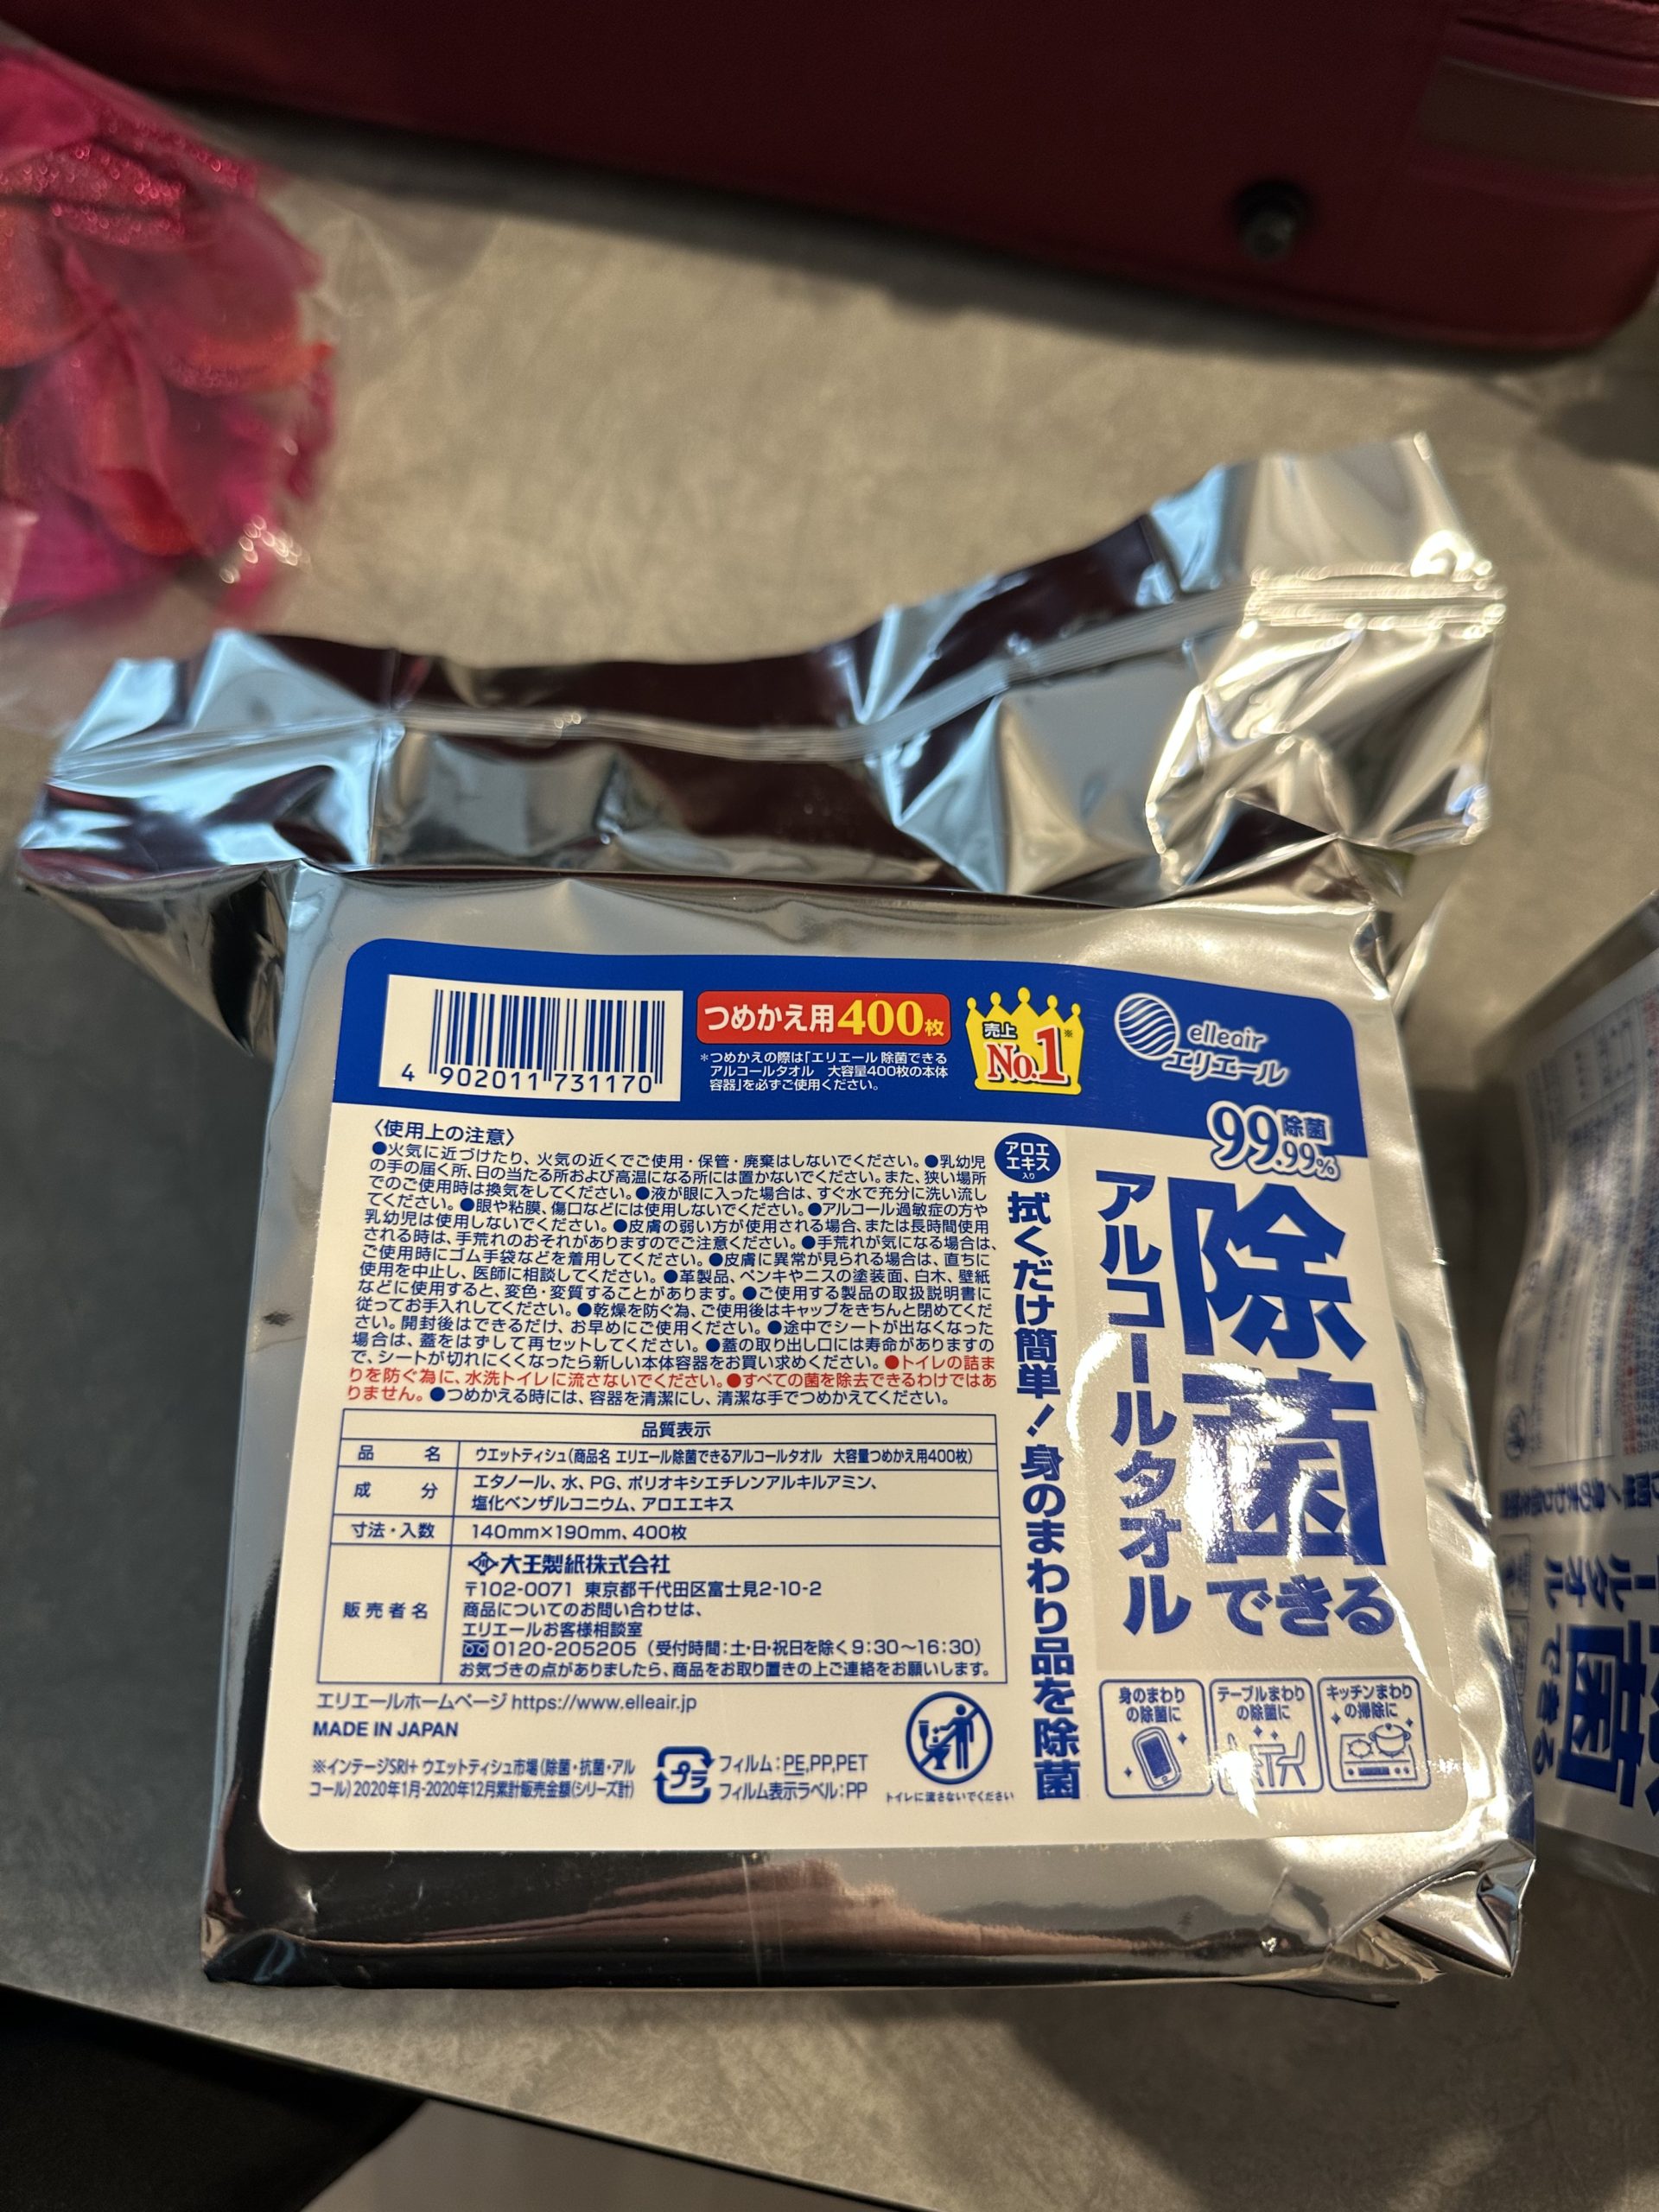 4 902011 731170
つめかえ用400枚
*つめかえの際は「エリエール 除菌できる
アルコールタオル 大容量400枚の本体
容器」を必ずご使用ください。
売上
No.1※
elleair
エリエール
99.99%除菌
除菌できる
アルコールタオル
アロエ
エキス
入り
拭くだけ簡単!身のまわり品を除菌
〈使用上の注意〉
●火気に近づけたり、火気の近くでご使用・保管・廃棄はしないでください。●乳幼児
の手の届く所、日の当たる所および高温になる所には置かないでください。また、狭い場所
でのご使用時は換気をしてください。●液が眼に入った場合は、すぐ水で充分に洗い流し
てください。●眼や粘膜、傷口などには使用しないでください。●アルコール過敏症の方や
乳幼児は使用しないでください。●皮膚の弱い方が使用される場合、または長時間使用
される時は、手荒れのおそれがありますのでご注意ください。●手荒れが気になる場合は、
ご使用時にゴム手袋などを着用してください。●皮膚に異常が見られる場合は、直ちに
使用を中止し、医師に相談してください。●革製品、ペンキやニスの塗装面、白木、壁紙
などに使用すると、変色・変質することがあります。●ご使用する製品の取扱説明書に
従ってお手入れしてください。●乾燥を防ぐ為、ご使用後はキャップをきちんと閉めてくだ
さい。開封後はできるだけ、お早めにご使用ください。●途中でシートが出なくなった
場合は、蓋をはずして再セットしてください。●蓋の取り出し口には寿命がありますの
で、シートが切れにくくなったら新しい本体容器をお買い求めください。●トイレの詰ま
りを防ぐ為に、水洗トイレに流さないでください。●すべての菌を除去できるわけではあ
りません。●つめかえる時には、容器を清潔にし、清潔な手でつめかえてください。
品質表示
品名 ウエットティシュ(商品名 エリエール除菌できるアルコールタオル 大容量つめかえ用400枚)
成分 エタノール、水、PG、ポリオキシエチレンアルキルアミン、
塩化ベンザルコニウム、アロエエキス
寸法・入数 140mm×190mm、400枚
販売者名 大王製紙株式会社
〒102-0071 東京都千代田区富士見2-10-2
商品についてのお問い合わせは、
エリエールお客様相談室
0120-205205(受付時間:土・日・祝日を除く9:30〜16:30)
お気づきの点がありましたら、商品をお取り置きの上ご連絡をお願いします。
エリエールホームページ https://www.elleair.jp
MADE IN JAPAN
※インテージSRI+ ウエットティシュ市場(除菌・抗菌・アル
コール)2020年1月-2020年12月累計販売金額(シリーズ計)
プラ
フィルム:PE,PP,PET
フィルム表示ラベル:PP
トイレに流さないでください
身のまわり
の除菌に
テーブルまわり
の除菌に
キッチンまわり
の掃除に